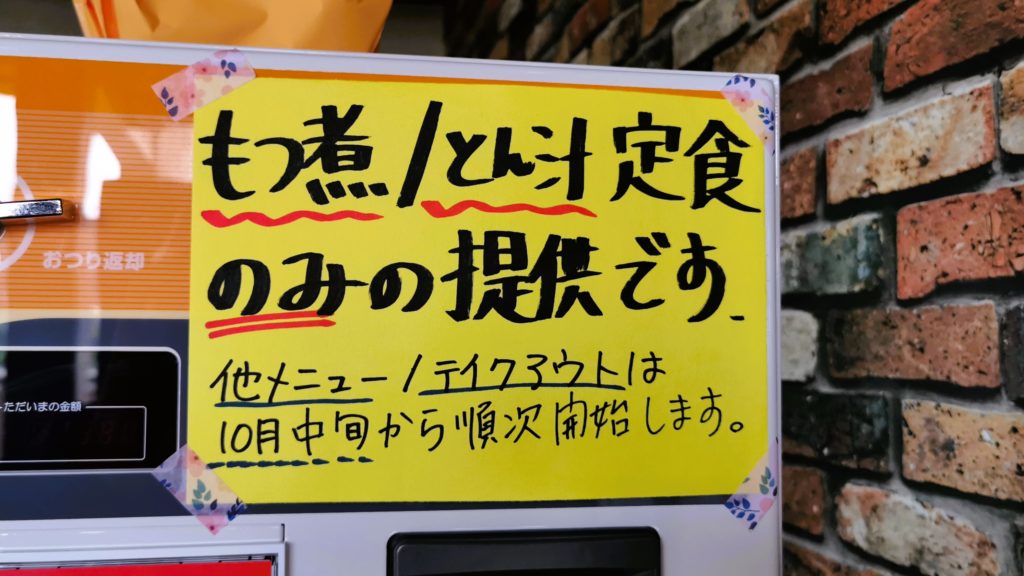 もつ煮/とん汁 定食
のみの提供です.
他メニュー/テイクアウトは
10月中旬から順次開始します。
おつり返却
ただいまの金額